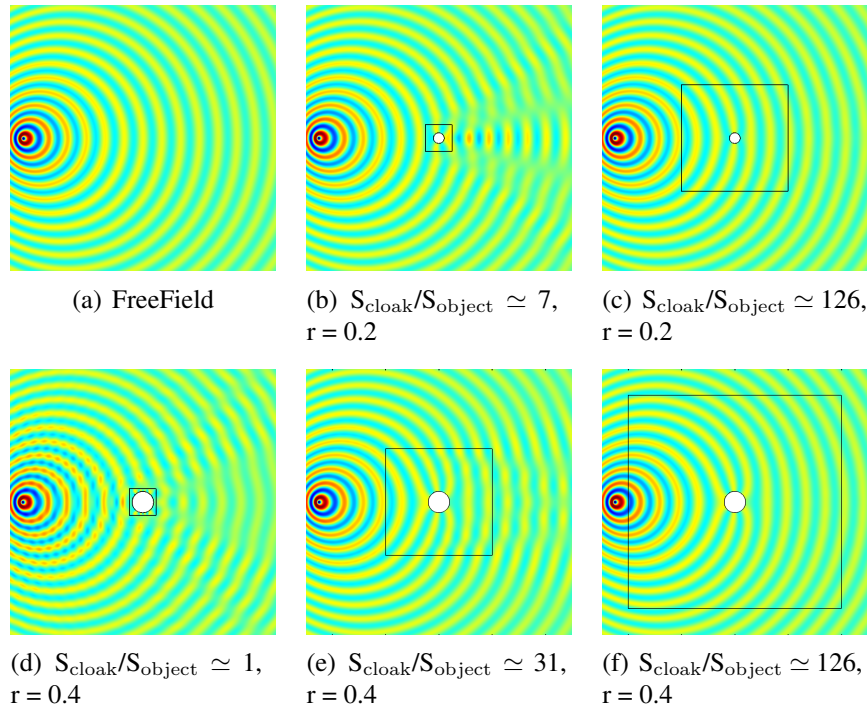 (a) FreeField
(b) S_cloak/S_object ≃ 7,
r = 0.2
(c) S_cloak/S_object ≃ 126,
r = 0.2
(d) S_cloak/S_object ≃ 1,
r = 0.4
(e) S_cloak/S_object ≃ 31,
r = 0.4
(f) S_cloak/S_object ≃ 126,
r = 0.4